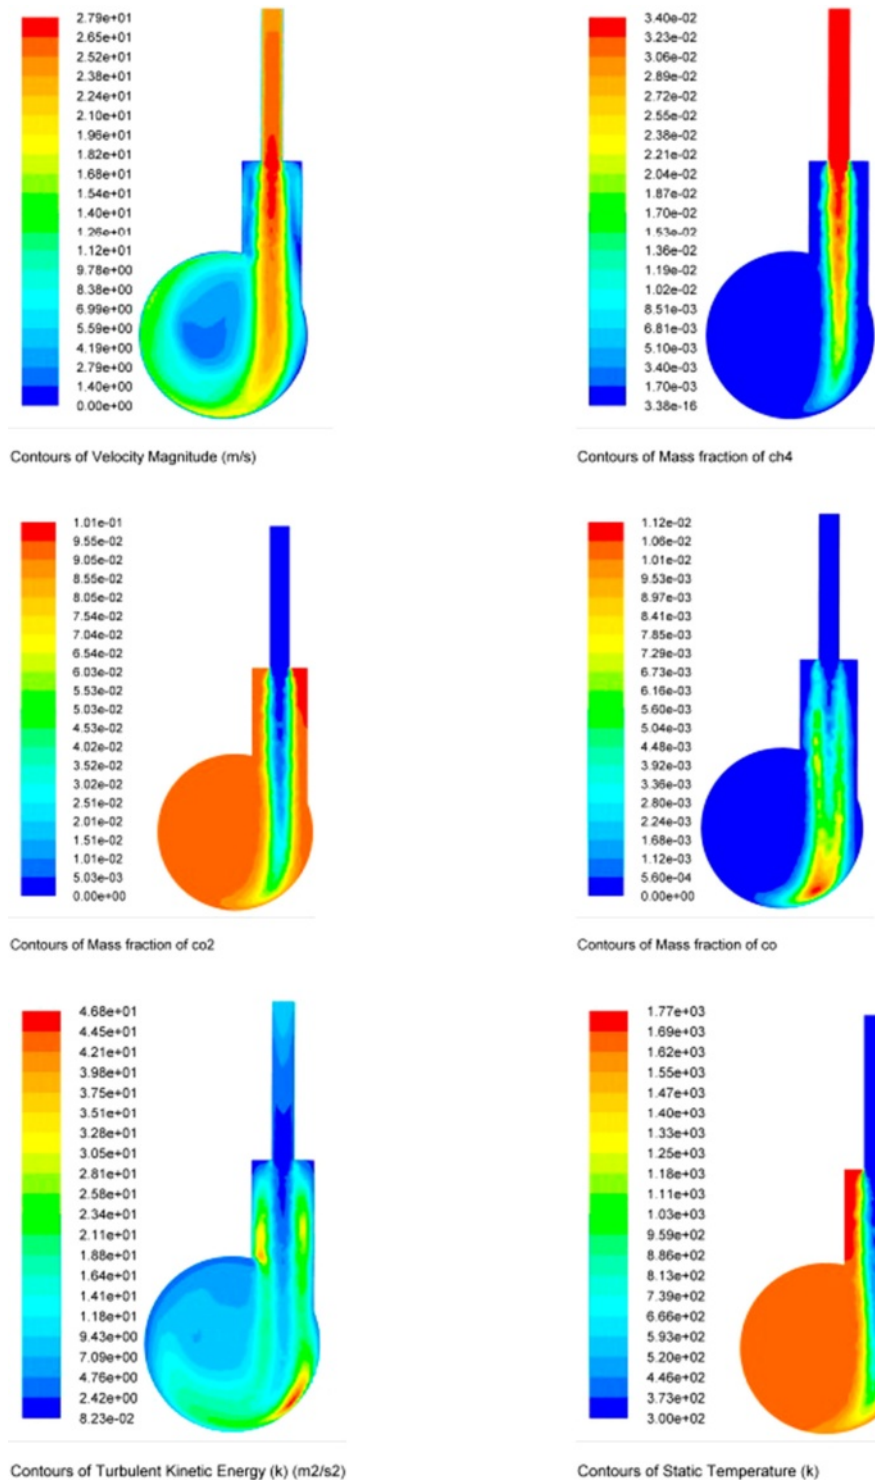 2.79e+01
2.65e+01
2.52e+01
2.38e+01
2.24e+01
2.10e+01
1.96e+01
1.82e+01
1.68e+01
1.54e+01
1.40e+01
1.26e+01
1.12e+01
9.78e+00
8.38e+00
6.99e+00
5.59e+00
4.19e+00
2.79e+00
1.40e+00
0.00e+00
Contours of Velocity Magnitude (m/s)
3.40e-02
3.23e-02
3.06e-02
2.89e-02
2.72e-02
2.55e-02
2.38e-02
2.21e-02
2.04e-02
1.87e-02
1.70e-02
1.53e-02
1.36e-02
1.19e-02
1.02e-02
8.51e-03
6.81e-03
5.10e-03
3.40e-03
1.70e-03
3.38e-16
Contours of Mass fraction of ch4
1.01e-01
9.55e-02
9.05e-02
8.55e-02
8.05e-02
7.54e-02
7.04e-02
6.54e-02
6.03e-02
5.53e-02
5.03e-02
4.53e-02
4.02e-02
3.52e-02
3.02e-02
2.51e-02
2.01e-02
1.51e-02
1.01e-02
5.03e-03
0.00e+00
Contours of Mass fraction of co2
1.12e-02
1.06e-02
1.01e-02
9.53e-03
8.97e-03
8.41e-03
7.85e-03
7.29e-03
6.73e-03
6.16e-03
5.60e-03
5.04e-03
4.48e-03
3.92e-03
3.36e-03
2.80e-03
2.24e-03
1.68e-03
1.12e-03
5.60e-04
0.00e+00
Contours of Mass fraction of co
4.68e+01
4.45e+01
4.21e+01
3.98e+01
3.75e+01
3.51e+01
3.28e+01
3.05e+01
2.81e+01
2.58e+01
2.34e+01
2.11e+01
1.88e+01
1.64e+01
1.41e+01
1.18e+01
9.43e+00
7.09e+00
4.76e+00
2.42e+00
8.23e-02
Contours of Turbulent Kinetic Energy (k) (m2/s2)
1.77e+03
1.69e+03
1.62e+03
1.55e+03
1.47e+03
1.40e+03
1.33e+03
1.25e+03
1.18e+03
1.11e+03
1.03e+03
9.59e+02
8.86e+02
8.13e+02
7.39e+02
6.66e+02
5.93e+02
5.20e+02
4.46e+02
3.73e+02
3.00e+02
Contours of Static Temperature (k)